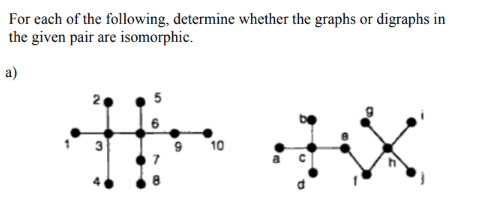 For each of the following, determine whether the graphs or digraphs in
the given pair are isomorphic.
a)
2 5 b g i
6 e
1 3 9 10 a c h
7
4 8 d f j